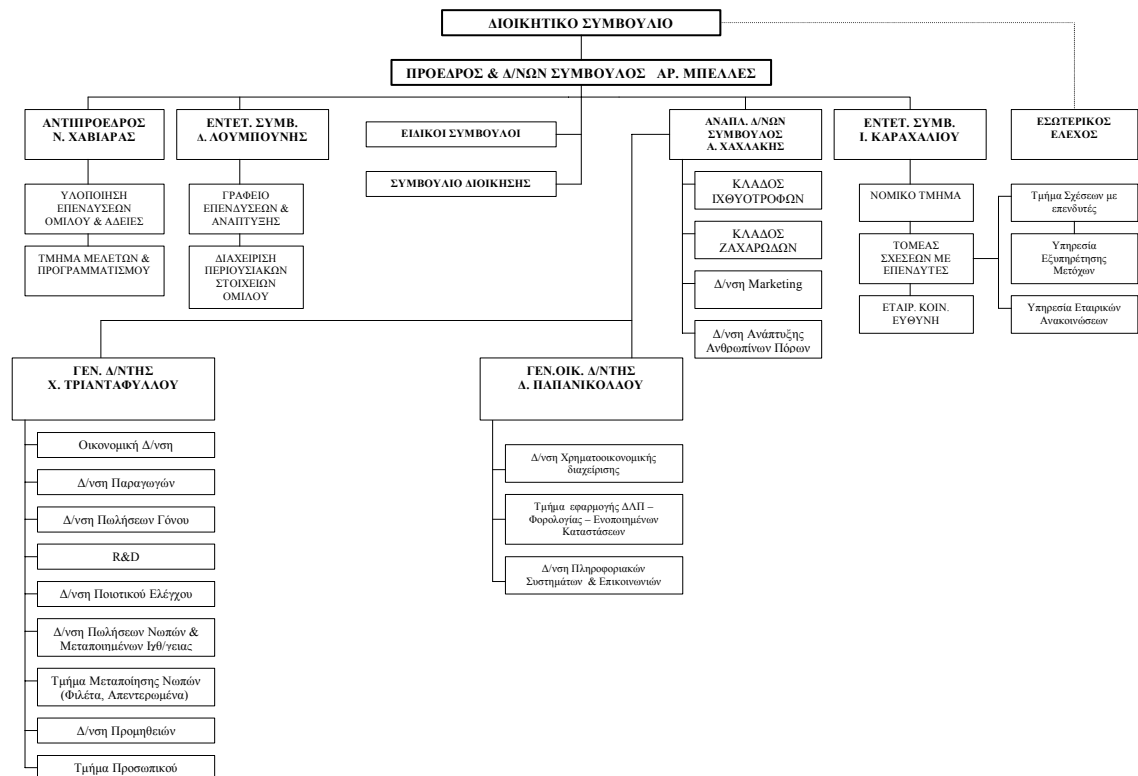 ΔΙΟΙΚΗΤΙΚΟ ΣΥΜΒΟΥΛΙΟ
ΠΡΟΕΔΡΟΣ & Δ/ΝΩΝ ΣΥΜΒΟΥΛΟΣ ΑΡ. ΜΠΕΛΛΕΣ
ΑΝΤΙΠΡΟΕΔΡΟΣ
Ν. ΧΑΒΙΑΡΑΣ
ΕΝΤΕΤ. ΣΥΜΒ.
Δ. ΛΟΥΜΠΟΥΝΗΣ
ΕΙΔΙΚΟΙ ΣΥΜΒΟΥΛΟΙ
ΣΥΜΒΟΥΛΙΟ ΔΙΟΙΚΗΣΗΣ
ΑΝΑΠΛ. Δ/ΝΩΝ
ΣΥΜΒΟΥΛΟΣ
Α. ΧΑΧΛΑΚΗΣ
ΕΝΤΕΤ. ΣΥΜΒ.
Ι. ΚΑΡΑΧΑΛΙΟΥ
ΕΣΩΤΕΡΙΚΟΣ
ΕΛΕΧΟΣ
ΥΛΟΠΟΙΗΣΗ
ΕΠΕΝΔΥΣΕΩΝ
ΟΜΙΛΟΥ & ΑΔΕΙΕΣ
ΤΜΗΜΑ ΜΕΛΕΤΩΝ &
ΠΡΟΓΡΑΜΜΑΤΙΣΜΟΥ
ΓΡΑΦΕΙΟ
ΕΠΕΝΔΥΣΕΩΝ &
ΑΝΑΠΤΥΞΗΣ
ΔΙΑΧΕΙΡΙΣΗ
ΠΕΡΙΟΥΣΙΑΚΩΝ
ΣΤΟΙΧΕΙΩΝ
ΟΜΙΛΟΥ
ΚΛΑΔΟΣ
ΙΧΘΥΟΤΡΟΦΩΝ
ΚΛΑΔΟΣ
ΖΑΧΑΡΩΔΩΝ
Δ/νση Marketing
Δ/νση Ανάπτυξης
Ανθρωπίνων Πόρων
ΝΟΜΙΚΟ ΤΜΗΜΑ
ΤΟΜΕΑΣ
ΣΧΕΣΕΩΝ ΜΕ
ΕΠΕΝΔΥΤΕΣ
ΕΤΑΙΡ. ΚΟΙΝ.
ΕΥΘΥΝΗ
Τμήμα Σχέσεων με
επενδυτές
Υπηρεσία
Εξυπηρέτησης
Μετόχων
Υπηρεσία Εταιρικών
Ανακοινώσεων
ΓΕΝ. Δ/ΝΤΗΣ
Χ. ΤΡΙΑΝΤΑΦΥΛΛΟΥ
Οικονομική Δ/νση
Δ/νση Παραγωγών
Δ/νση Πωλήσεων Γόνου
R&D
Δ/νση Ποιοτικού Ελέγχου
Δ/νση Πωλήσεων Νωπών &
Μεταποιημένων Ιχθ/γειας
Τμήμα Μεταποίησης Νωπών
(Φιλέτα, Απεντερωμένα)
Δ/νση Προμηθειών
Τμήμα Προσωπικού
ΓΕΝ.ΟΙΚ. Δ/ΝΤΗΣ
Δ. ΠΑΠΑΝΙΚΟΛΑΟΥ
Δ/νση Χρηματοοικονομικής
διαχείρισης
Τμήμα εφαρμογής ΔΛΠ –
Φορολογίας – Ενοποιημένων
Καταστάσεων
Δ/νση Πληροφοριακών
Συστημάτων & Επικοινωνιών